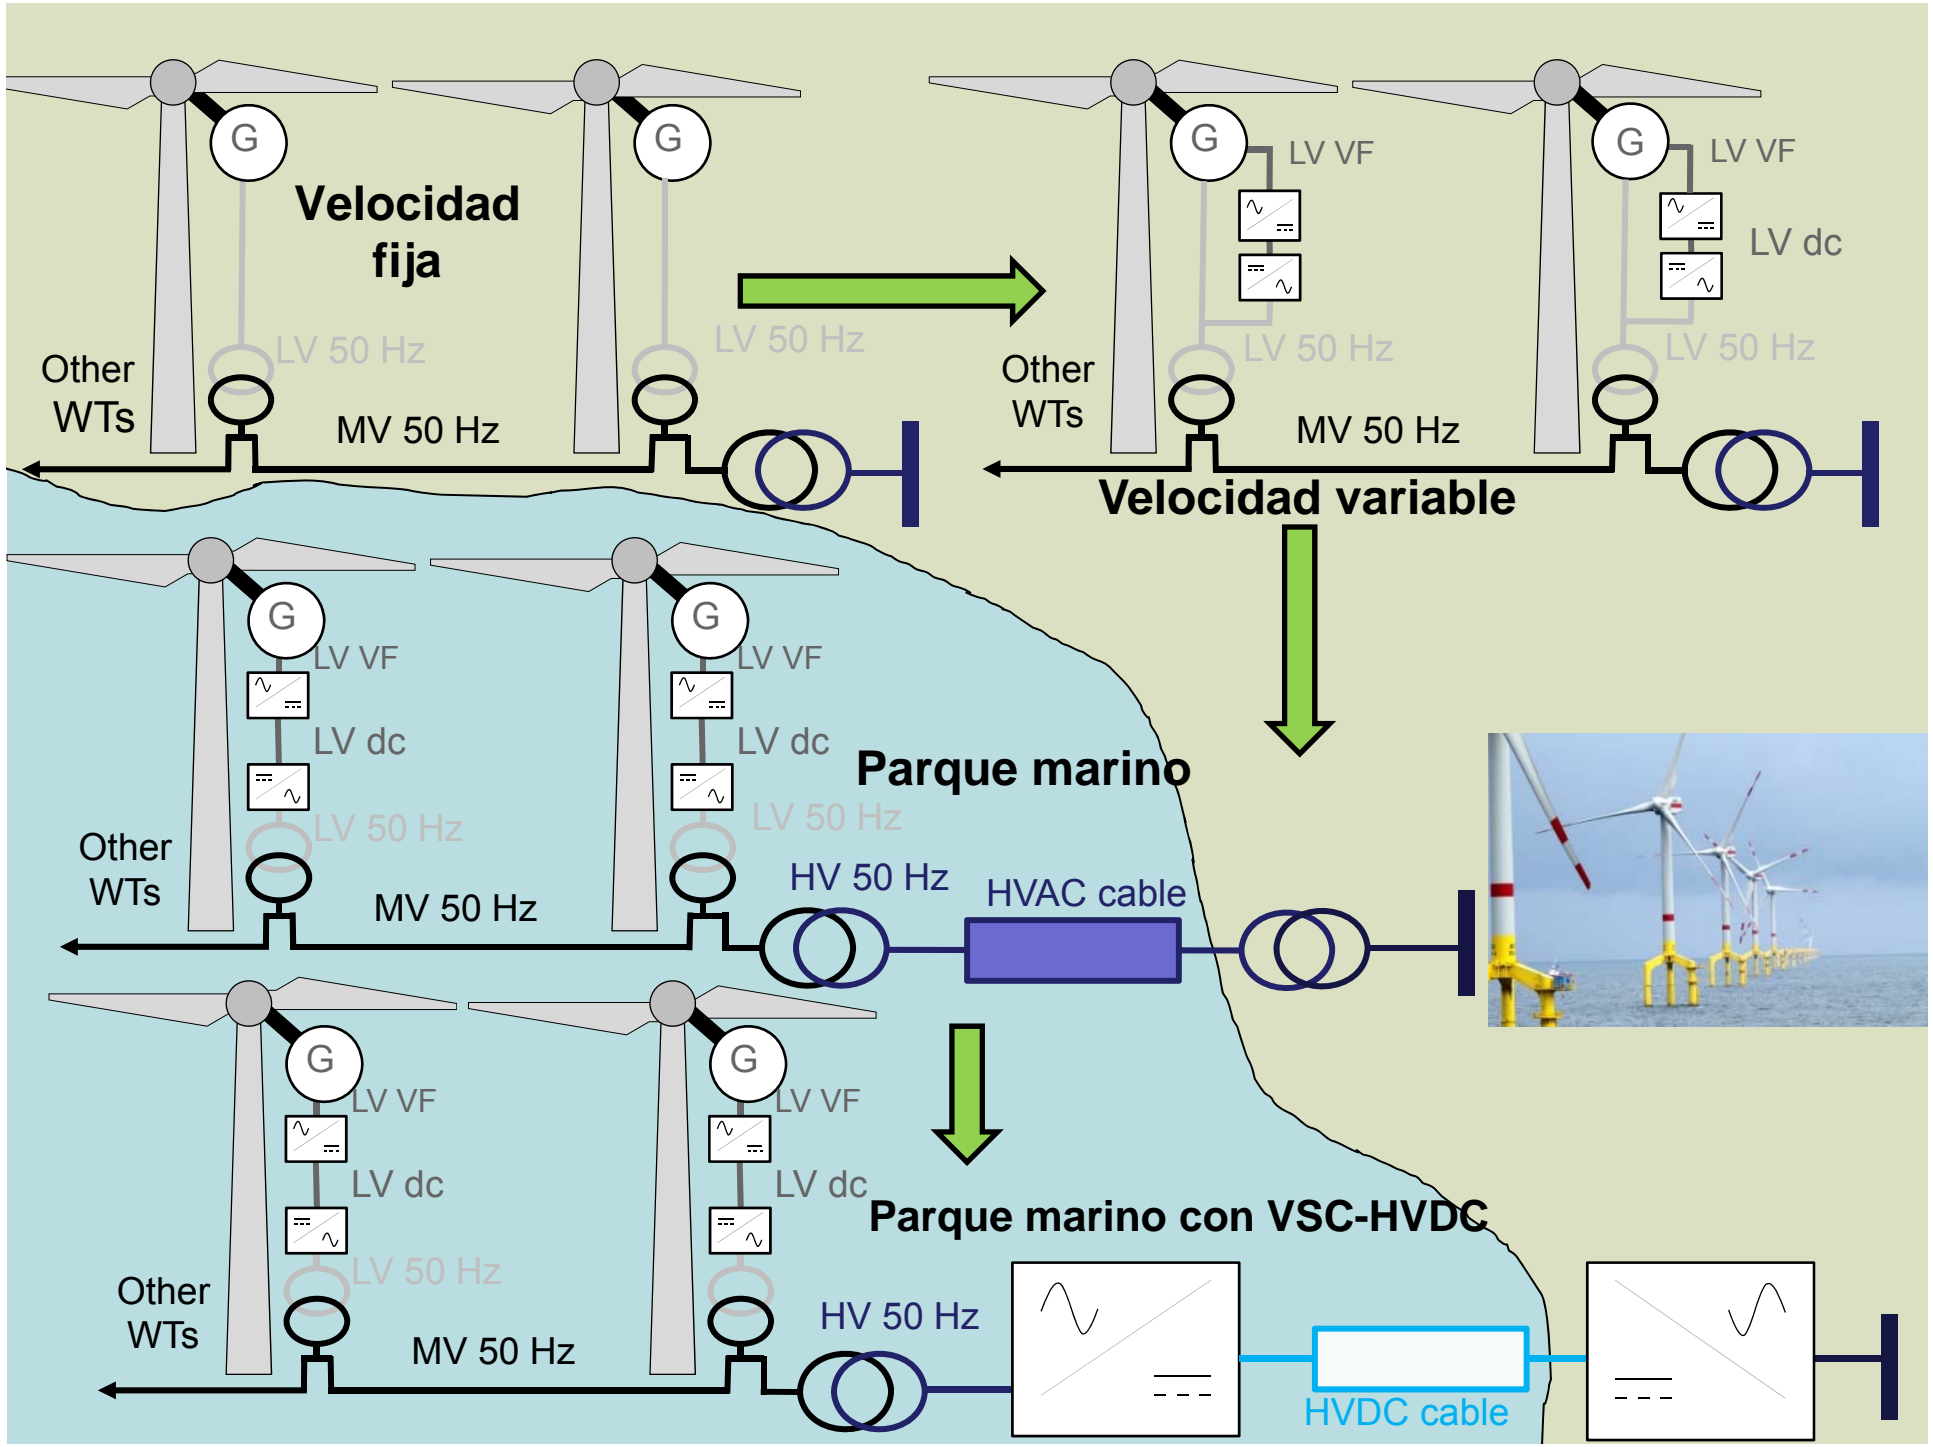 G
G
Velocidad
fija
LV 50 Hz
LV 50 Hz
Other
WTs
MV 50 Hz
G
LV VF
G
LV VF
LV dc
LV 50 Hz
LV 50 Hz
Other
WTs
MV 50 Hz
Velocidad variable
G
G
LV VF
LV VF
LV dc
LV dc
Parque marino
LV 50 Hz
LV 50 Hz
Other
WTs
MV 50 Hz
HV 50 Hz
HVAC cable
G
G
LV VF
LV VF
LV dc
LV dc
Parque marino con VSC-HVDC
LV 50 Hz
Other
WTs
MV 50 Hz
HV 50 Hz
HVDC cable